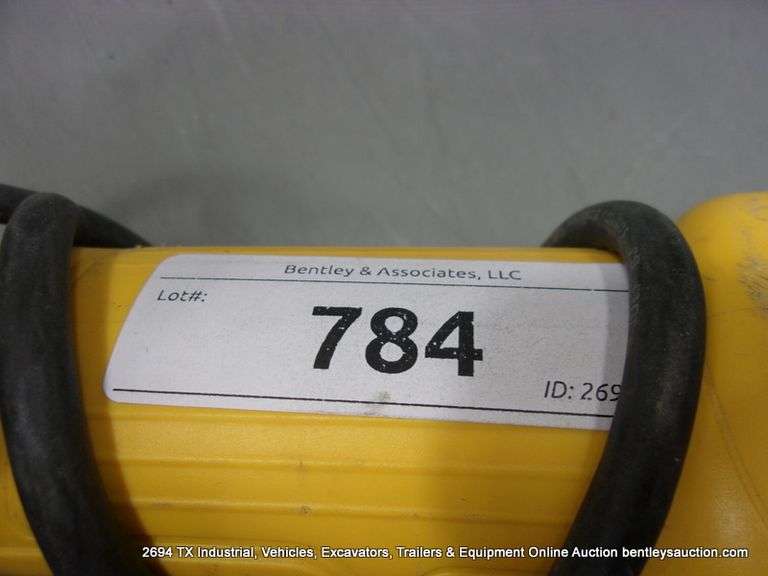 Bentley & Associates, LLC
Lot#:
784
ID: 269
2694 TX Industrial, Vehicles, Excavators, Trailers & Equipment Online Auction bentleysauction.com